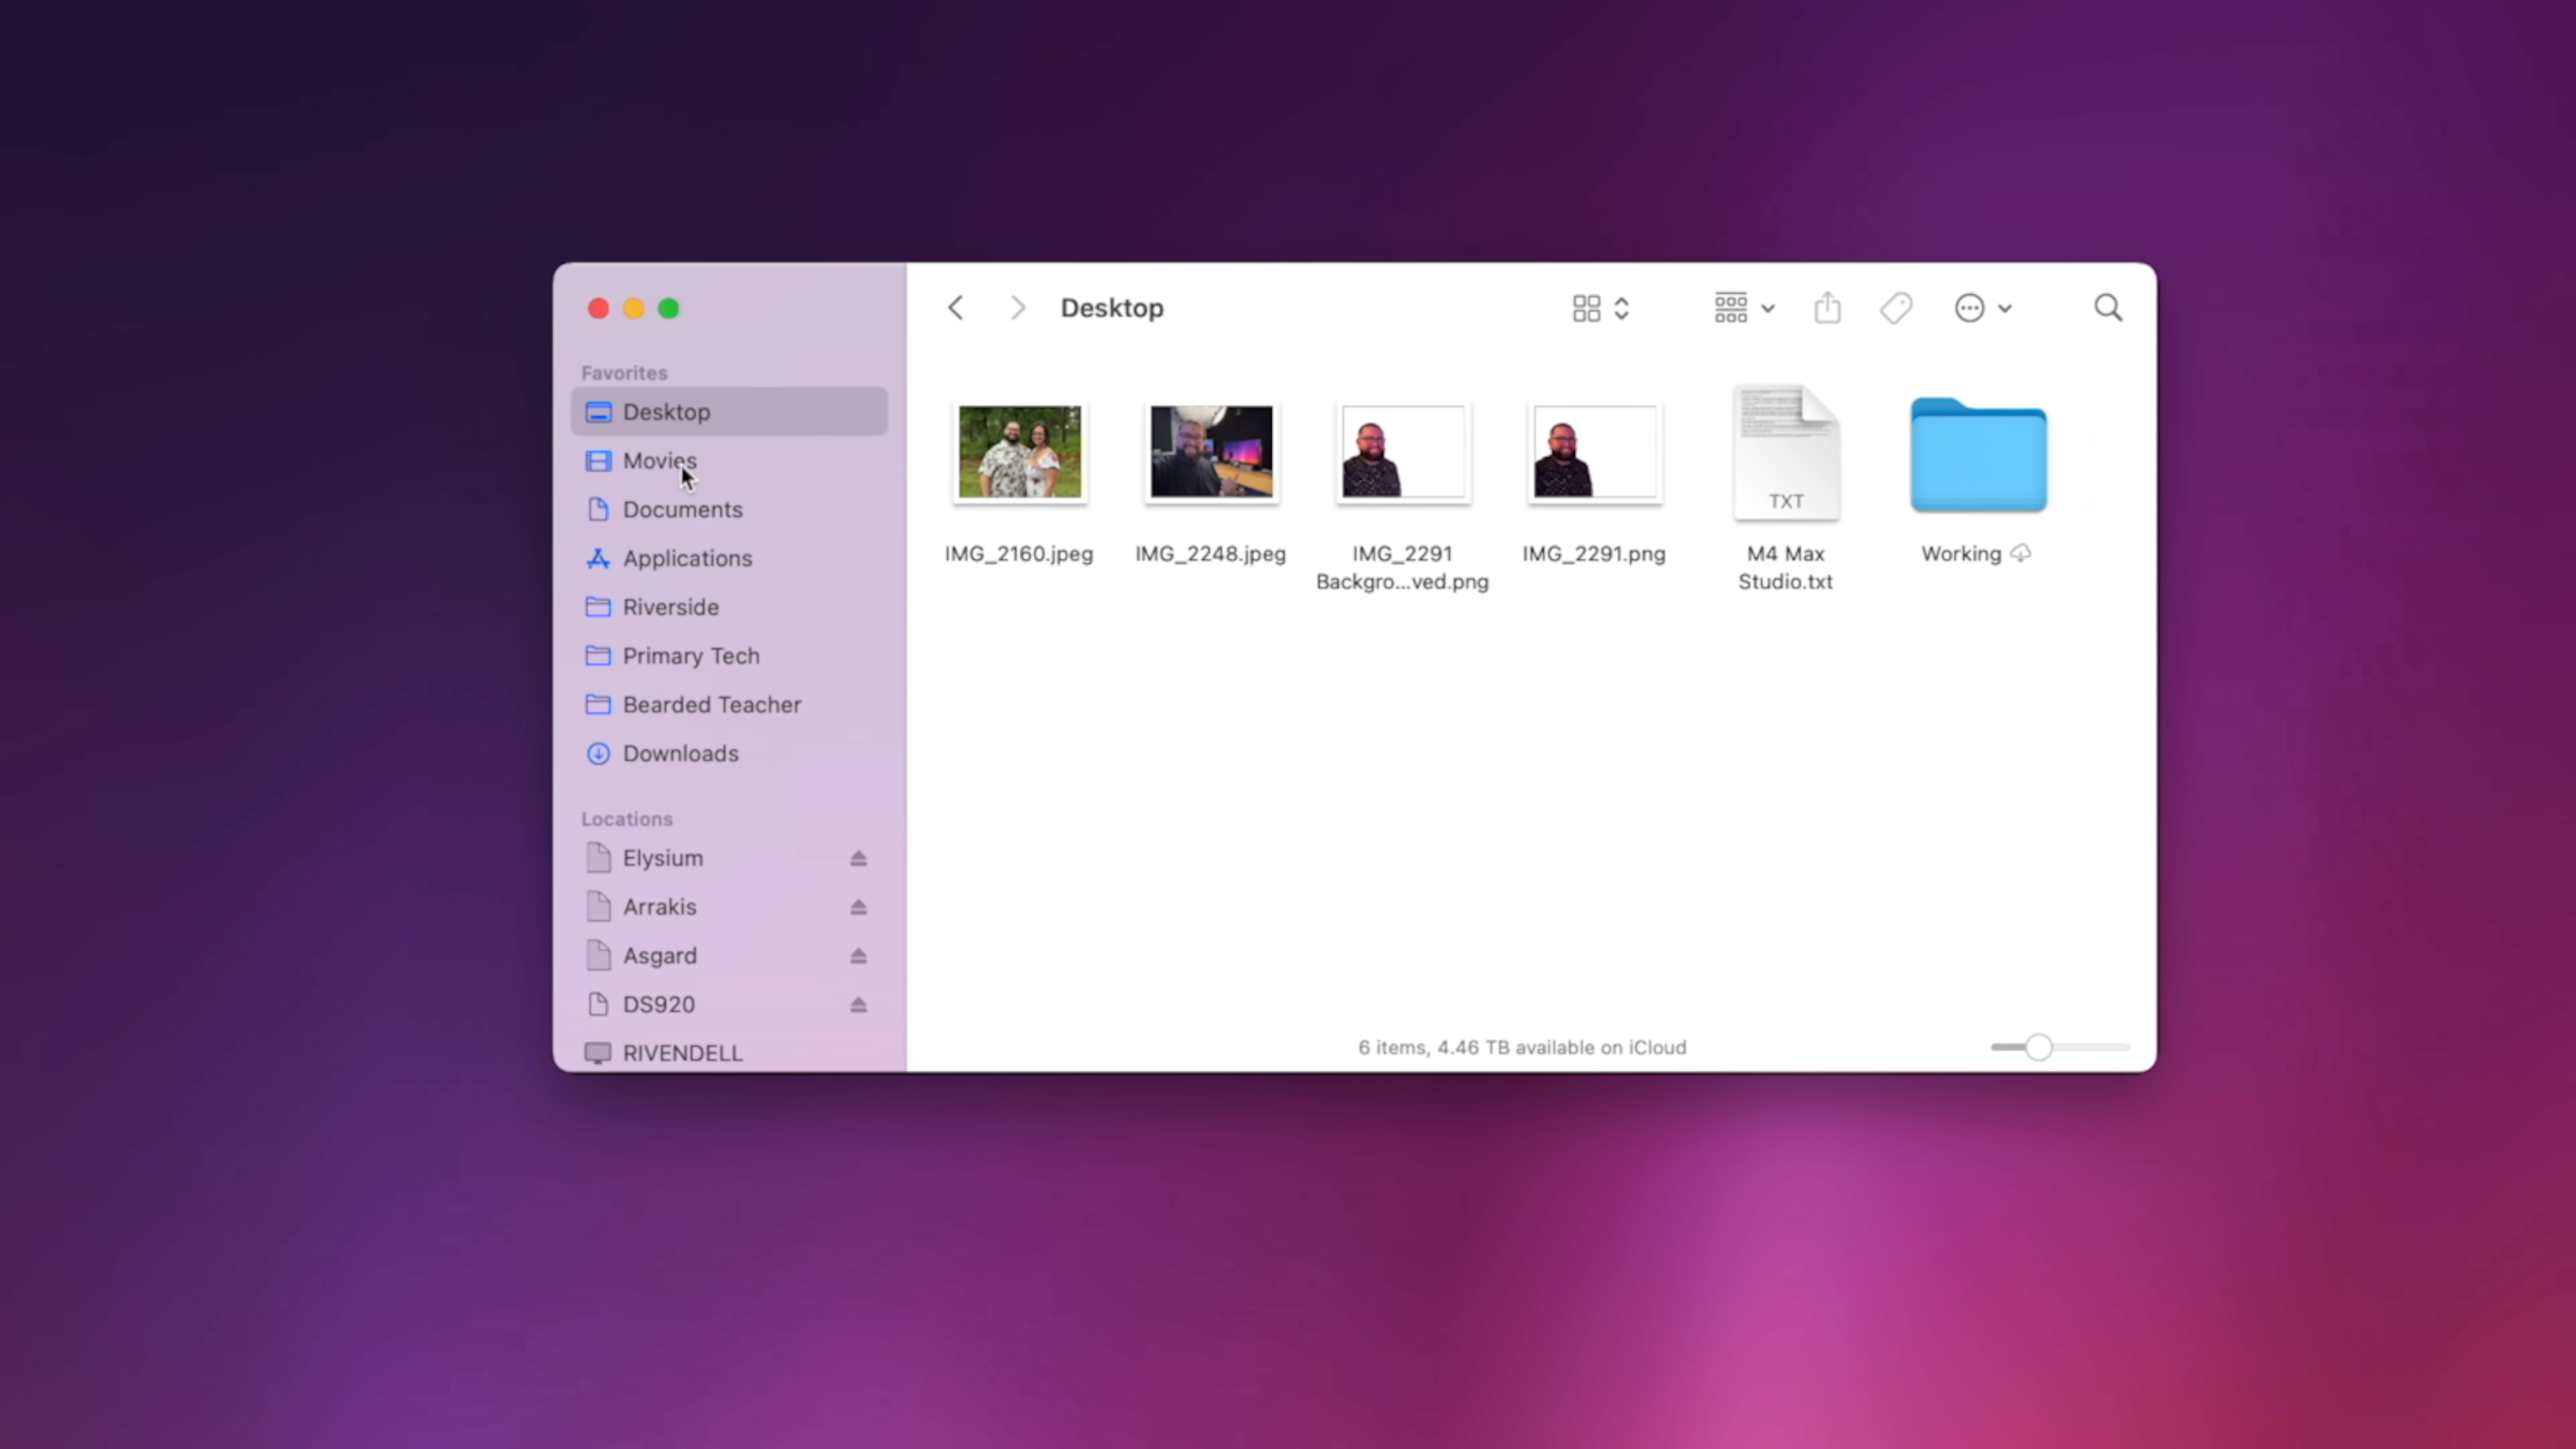 Desktop
Favorites
Desktop
Movies
Documents
Applications
Riverside
Primary Tech
Bearded Teacher
Downloads
Locations
Elysium
Arrakis
Asgard
DS920
RIVENDELL
IMG_2160.jpeg
IMG_2248.jpeg
IMG_2291
Backgro...ved.png
IMG_2291.png
TXT
M4 Max
Studio.txt
Working
6 items, 4.46 TB available on iCloud